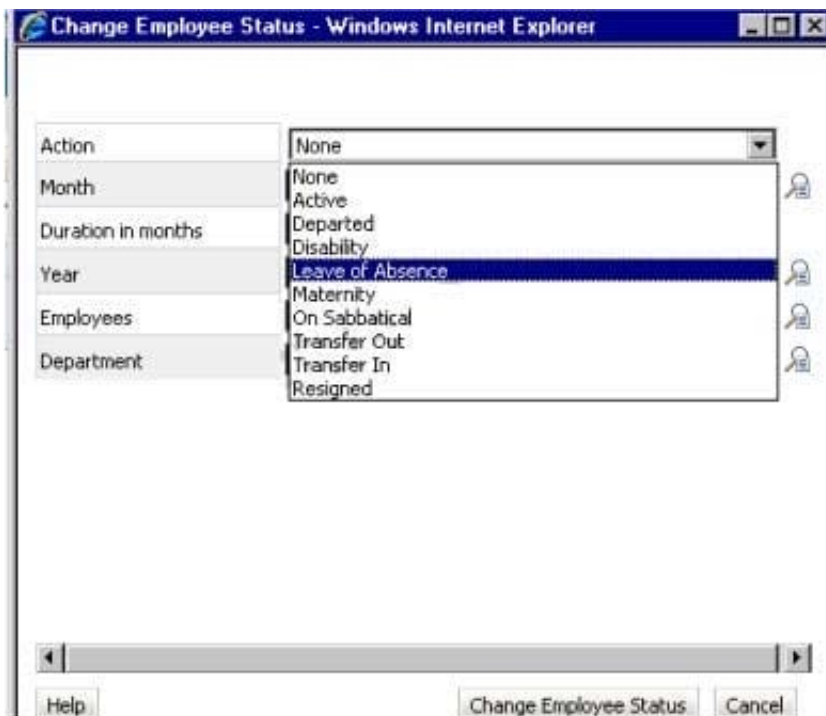 Change Employee Status - Windows Internet Explorer
Action
None
Month
Duration in months
Year
Employees
Department
None
Active
Departed
Disability
Leave of Absence
Maternity
On Sabbatical
Transfer Out
Transfer In
Resigned
Help
Change Employee Status
Cancel